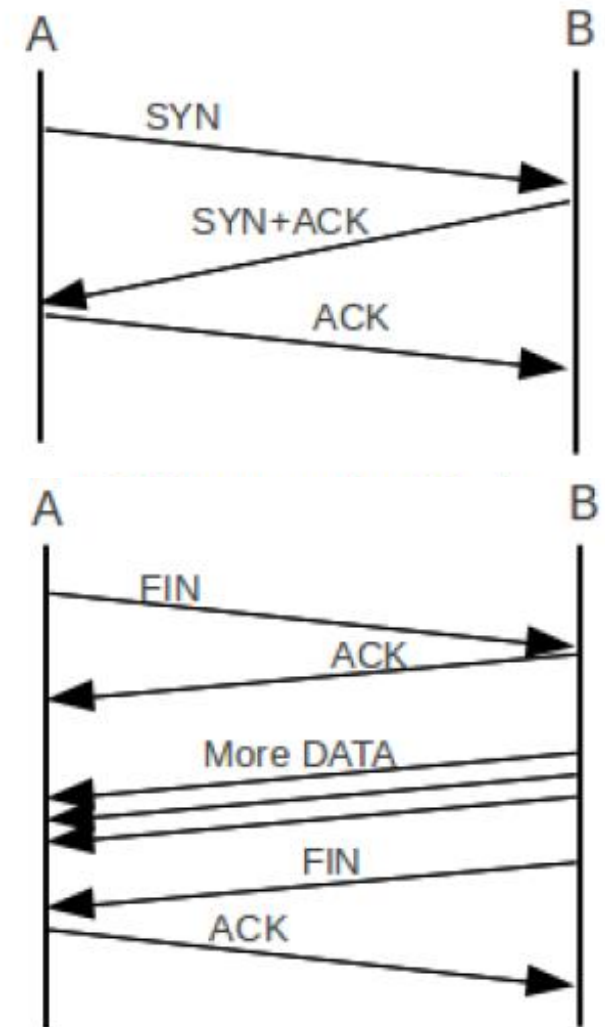 A B
SYN
SYN+ACK
ACK
A B
FIN
ACK
More DATA
FIN
ACK